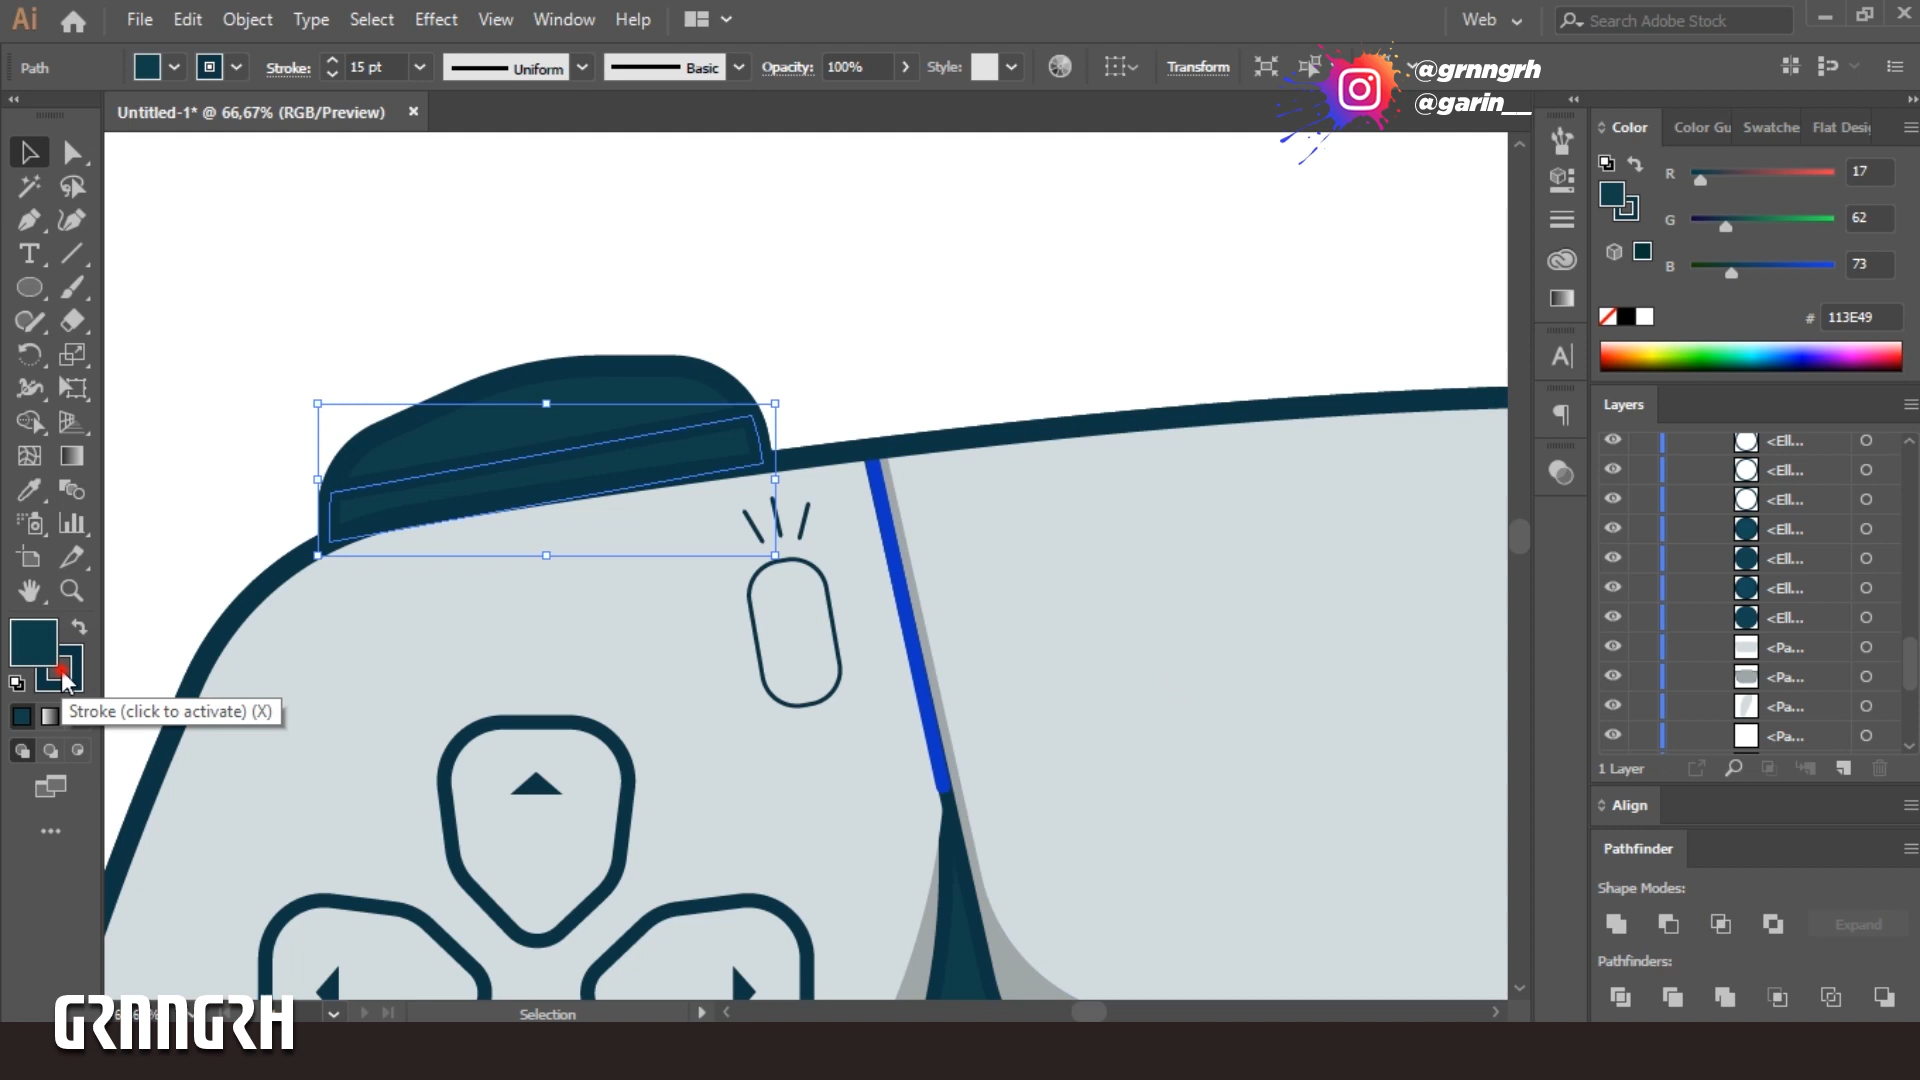 Ai File Edit Object Type Select Effect View Window Help
Web
Search Adobe Stock
Path
Stroke: 15 pt
Uniform
Basic
Opacity: 100%
Style:
Transform
@grnngrh
@garin__
Untitled-1* @ 66,67% (RGB/Preview)
Color Color Gu Swatche Flat Desi
R 17
G 62
B 73
# 113E49
Layers
<Ell...
<Ell...
<Ell...
<Ell...
<Ell...
<Ell...
<Ell...
<Pa...
<Pa...
<Pa...
<Pa...
1 Layer
Align
Pathfinder
Shape Modes:
Expand
Pathfinders:
Stroke (click to activate) (X)
Selection
GRNNGRH